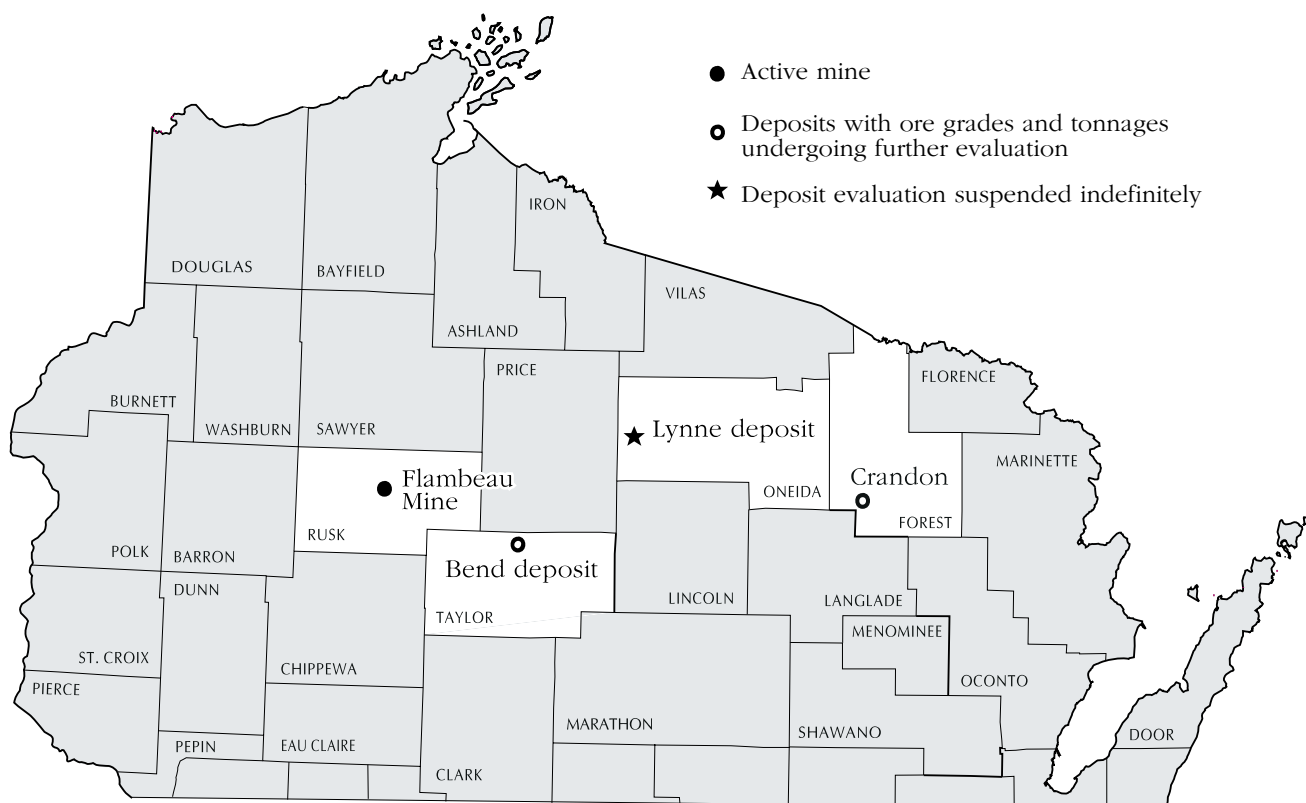 Active mine
Deposits with ore grades and tonnages
undergoing further evaluation
Deposit evaluation suspended indefinitely
IRON
DOUGLAS
BAYFIELD
VILAS
ASHLAND
PRICE
FLORENCE
BURNETT
WASHBURN
SAWYER
Lynne deposit
MARINETTE
Flambeau
Mine
Crandon
ONEIDA
FOREST
RUSK
POLK
BARRON
Bend deposit
DUNN
LINCOLN
LANGLADE
TAYLOR
MENOMINEE
ST. CROIX
CHIPPEWA
OCONTO
PIERCE
MARATHON
SHAWANO
DOOR
PEPIN
EAU CLAIRE
CLARK